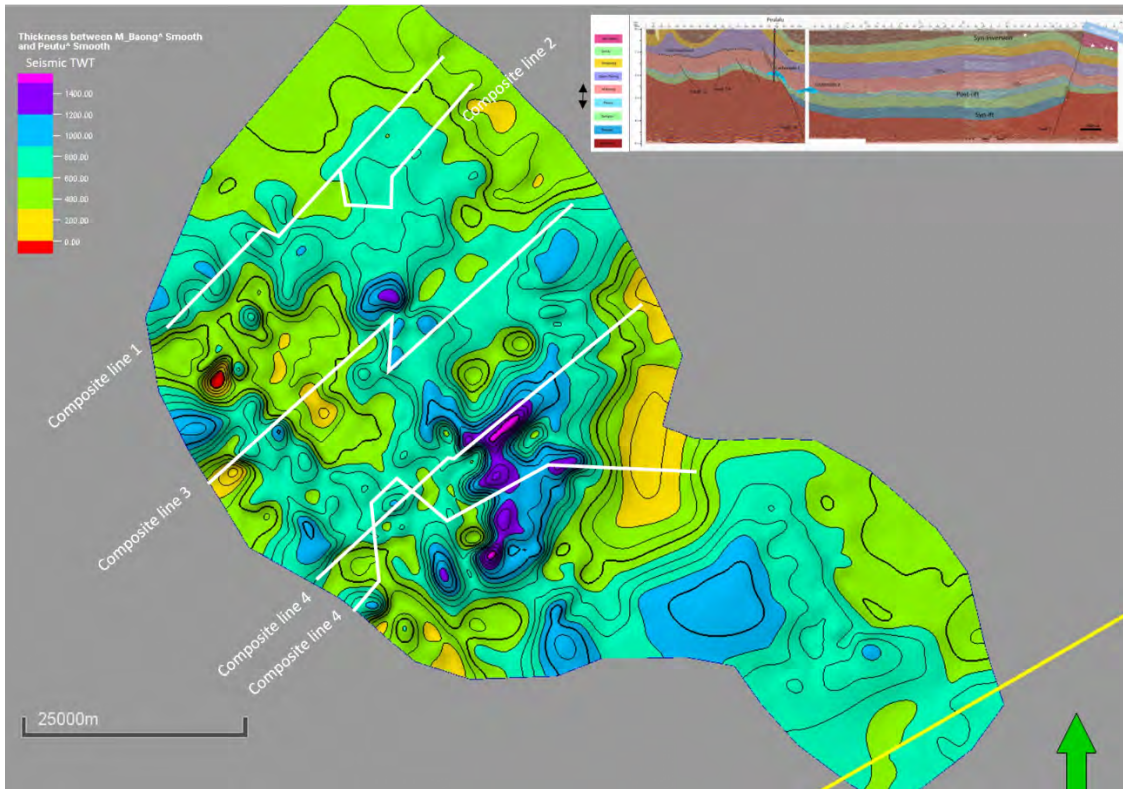 Thickness between M_Baong^ Smooth
and Peutu^ Smooth
Seismic TWT
1400.00
1200.00
1000.00
800.00
600.00
400.00
200.00
0.00
Composite line 2
Composite line 1
Composite line 3
Composite line 4
Composite line 4
25000m
Peulalu
Syn-inversion
Post-rift
Syn-rift